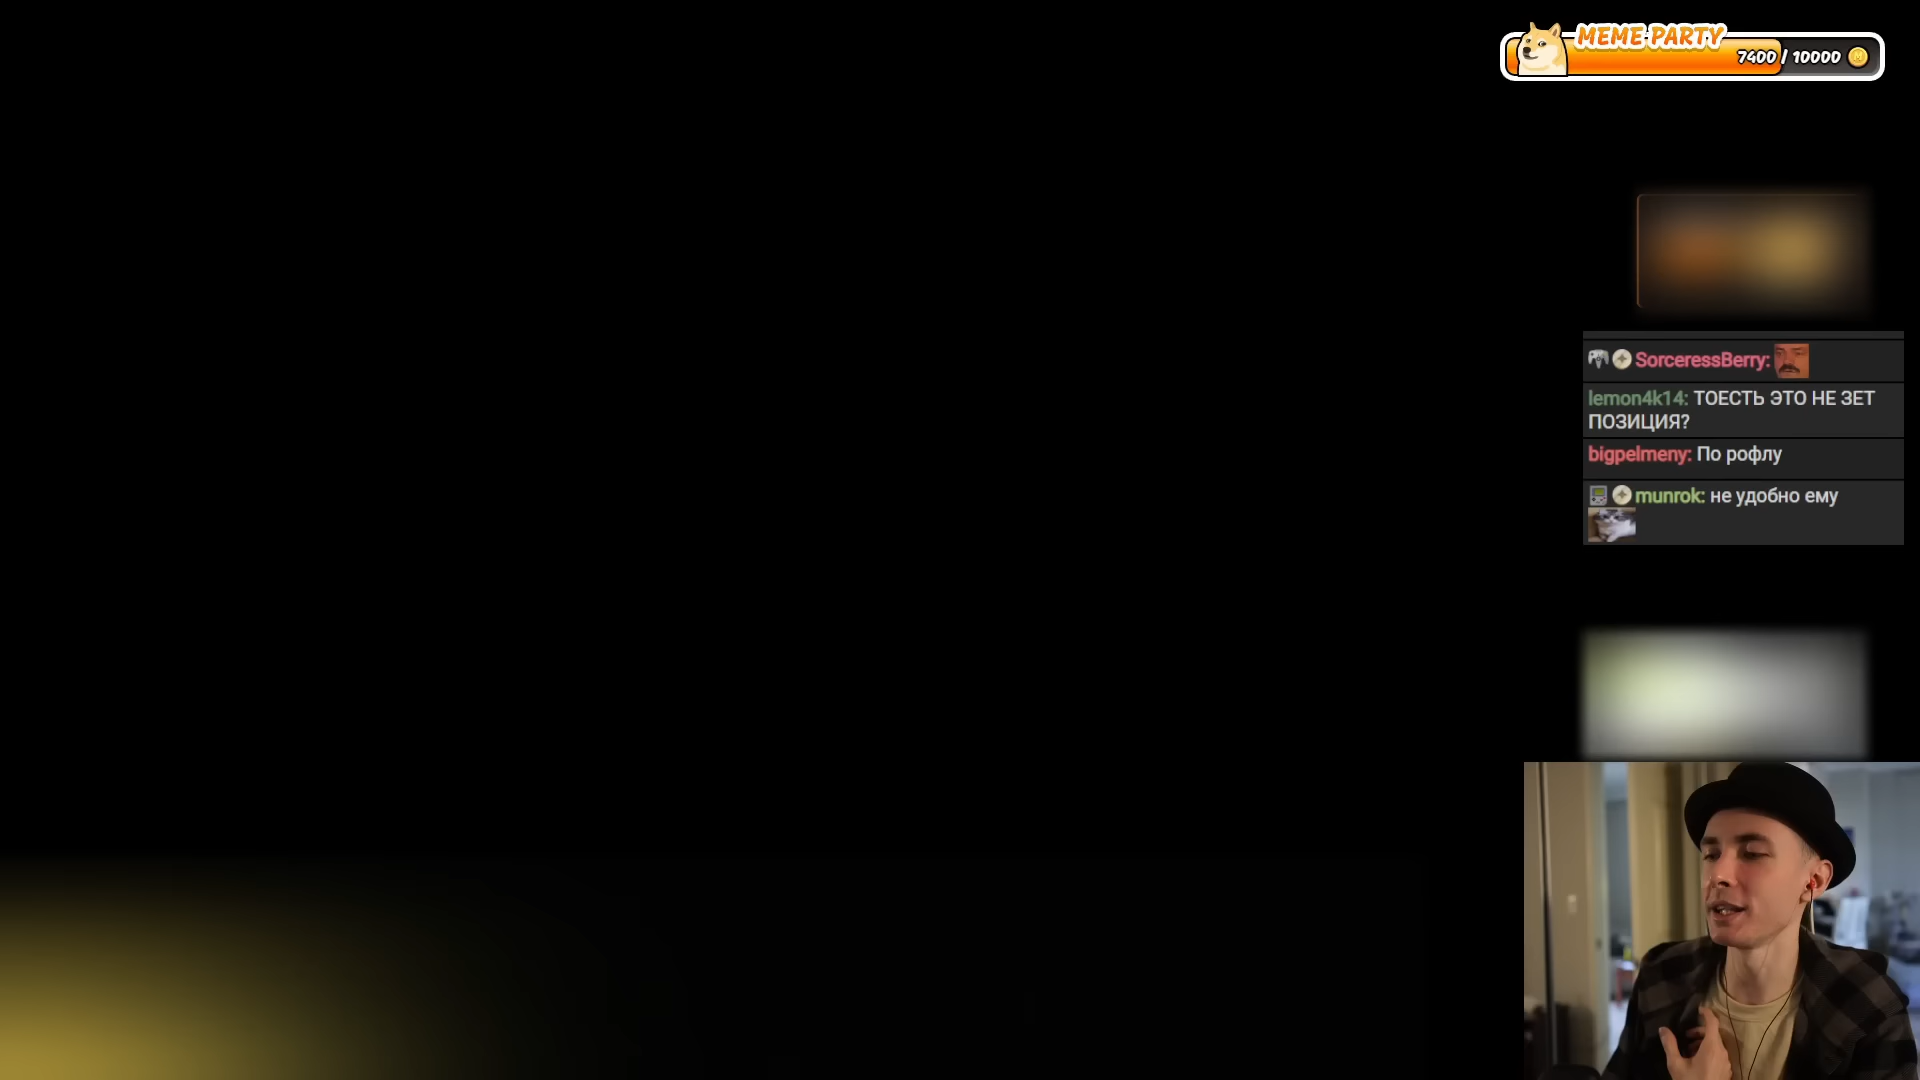 MEME PARTY
7400 / 10000
SorceressBerry:
lemon4k14: ТОЕСТЬ ЭТО НЕ ЗЕТ
ПОЗИЦИЯ?
bigpelmeny: По рофлу
munrok: не удобно ему